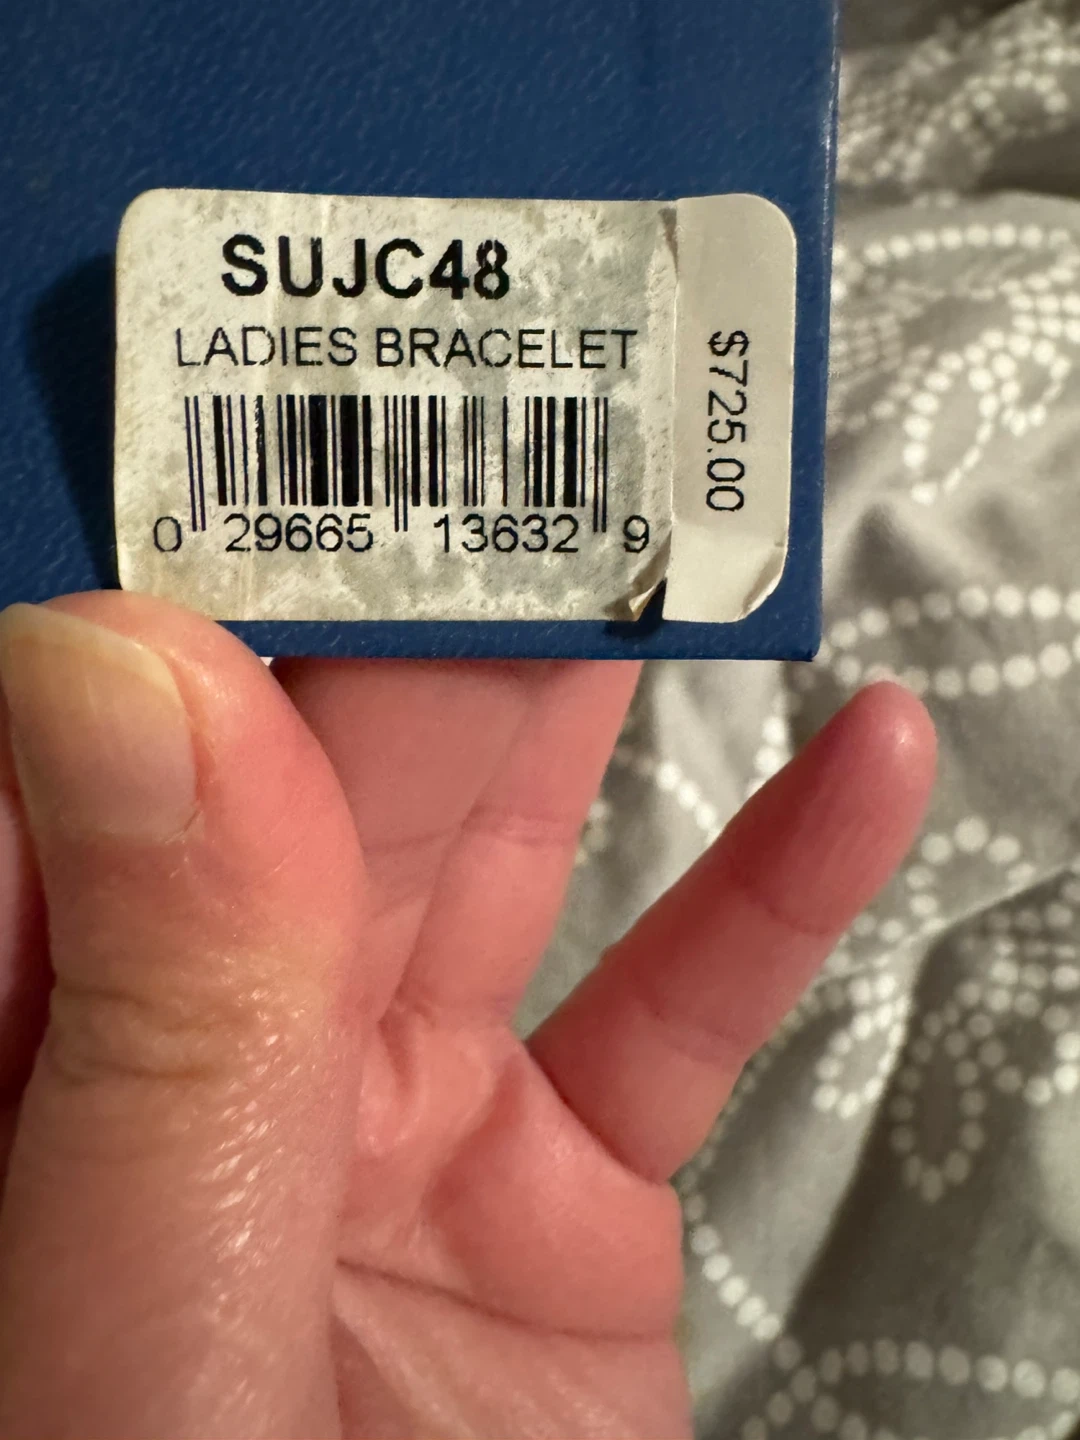 SUJC48
LADIES BRACELET
0 29665 13632 9
$725.00